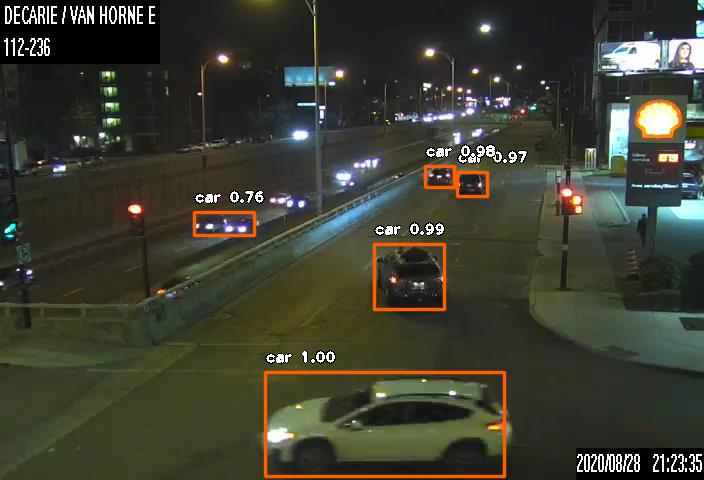 DECARIE / VAN HORNE E
112-236
car 0.98
car 0.97
car 0.76
car 0.99
car 1.00
2020/08/28 21:23:35